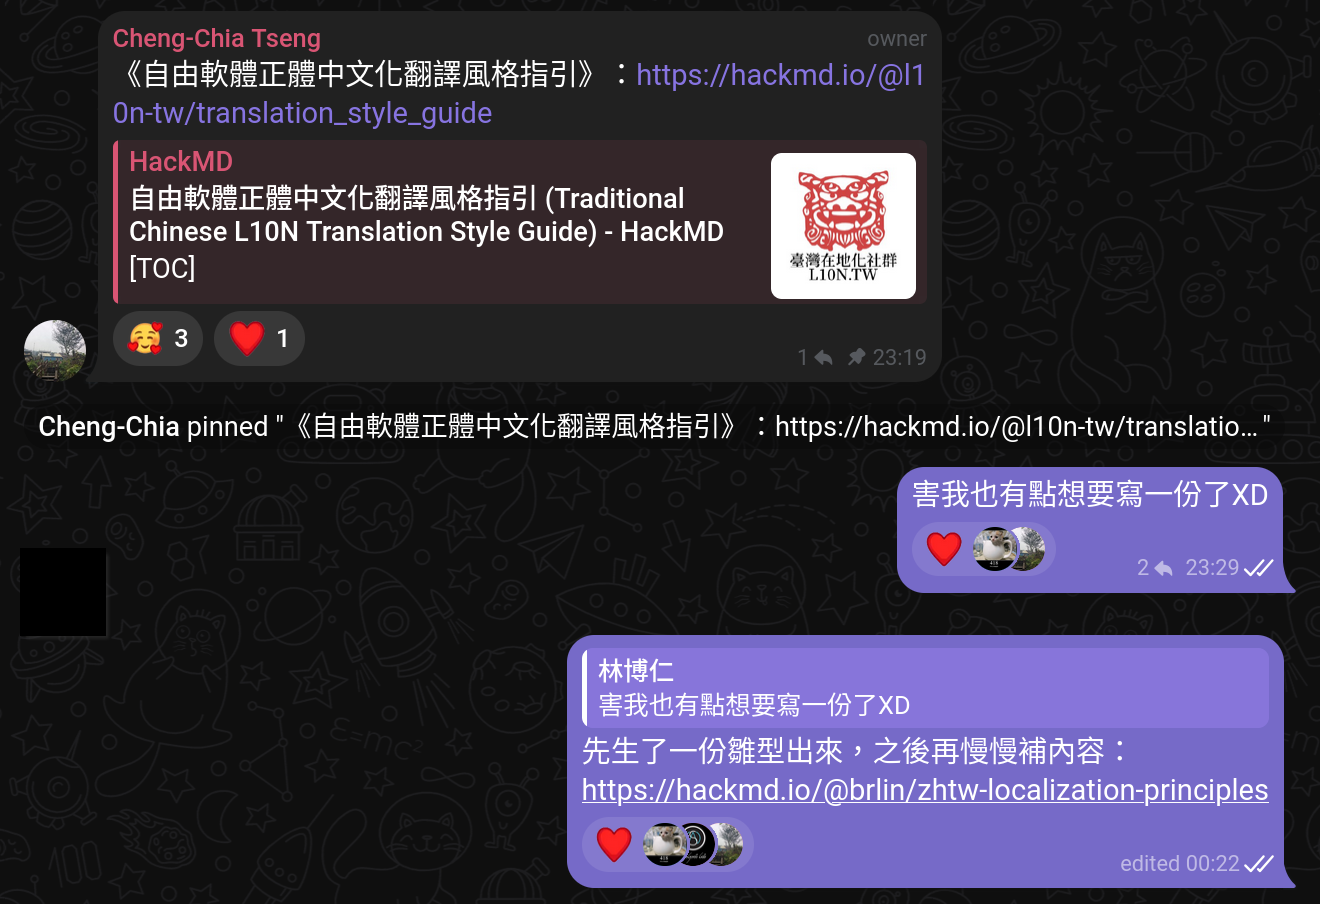 Cheng-Chia Tseng
owner
《自由軟體正體中文化翻譯風格指引》：https://hackmd.io/@l1
0n-tw/translation_style_guide
HackMD
自由軟體正體中文化翻譯風格指引 (Traditional
Chinese L10N Translation Style Guide) - HackMD
[TOC]
臺灣在地化社群
L10N.TW
3
1
1
23:19
Cheng-Chia pinned "《自由軟體正體中文化翻譯風格指引》：https://hackmd.io/@l10n-tw/translatio… "
害我也有點想要寫一份了XD
2
23:29
林博仁
害我也有點想要寫一份了XD
先生了一份雛型出來，之後再慢慢補內容：
https://hackmd.io/@brlin/zhtw-localization-principles
edited 00:22